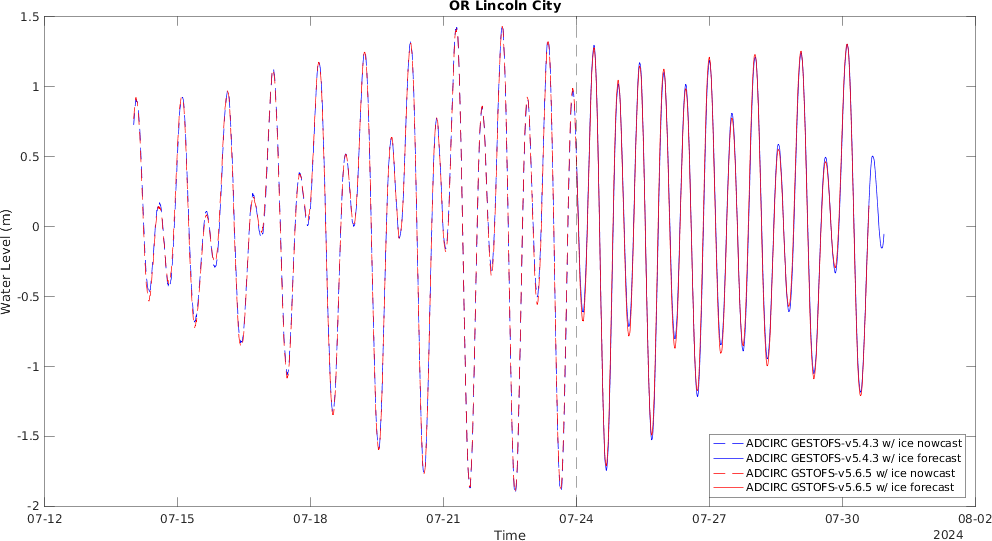 OR Lincoln City
1.5
1
0.5
0
-0.5
-1
-1.5
-2
Water Level (m)
07-12
07-15
07-18
07-21
07-24
07-27
07-30
08-02
Time
2024
ADCIRC GESTOFS-v5.4.3 w/ ice nowcast
ADCIRC GESTOFS-v5.4.3 w/ ice forecast
ADCIRC GSTOFS-v5.6.5 w/ ice nowcast
ADCIRC GSTOFS-v5.6.5 w/ ice forecast